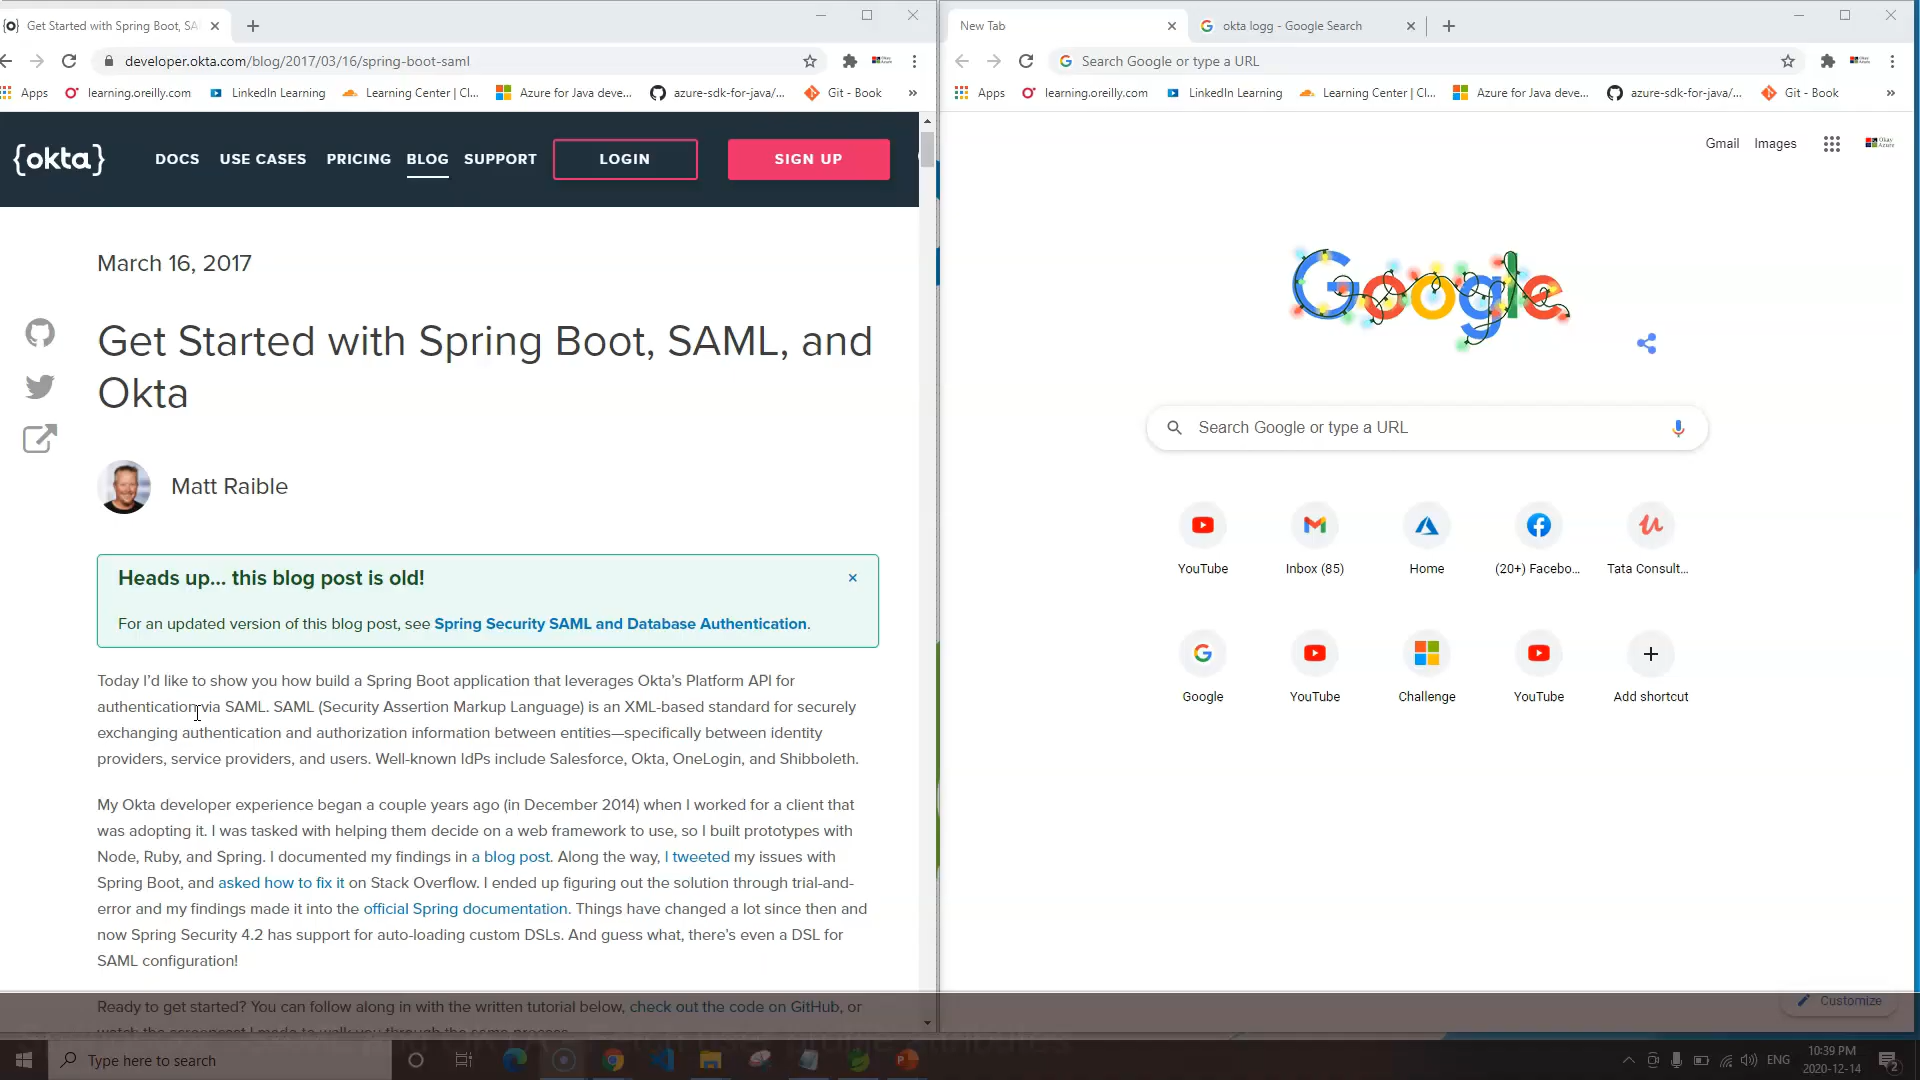 Get Started with Spring Boot, SA
developer.okta.com/blog/2017/03/16/spring-boot-saml
Apps learning.oreilly.com LinkedIn Learning Learning Center | Cl... Azure for Java deve... azure-sdk-for-java/... Git - Book »
{okta} DOCS USE CASES PRICING BLOG SUPPORT LOGIN SIGN UP
March 16, 2017
Get Started with Spring Boot, SAML, and
Okta
Matt Raible
Heads up... this blog post is old!
For an updated version of this blog post, see Spring Security SAML and Database Authentication.
Today I'd like to show you how build a Spring Boot application that leverages Okta's Platform API for
authentication via SAML. SAML (Security Assertion Markup Language) is an XML-based standard for securely
exchanging authentication and authorization information between entities—specifically between identity
providers, service providers, and users. Well-known IdPs include Salesforce, Okta, OneLogin, and Shibboleth.
My Okta developer experience began a couple years ago (in December 2014) when I worked for a client that
was adopting it. I was tasked with helping them decide on a web framework to use, so I built prototypes with
Node, Ruby, and Spring. I documented my findings in a blog post. Along the way, I tweeted my issues with
Spring Boot, and asked how to fix it on Stack Overflow. I ended up figuring out the solution through trial-and-
error and my findings made it into the official Spring documentation. Things have changed a lot since then and
now Spring Security 4.2 has support for auto-loading custom DSLs. And guess what, there's even a DSL for
SAML configuration!
Ready to get started? You can follow along in with the written tutorial below, check out the code on GitHub, or
New Tab okta logg - Google Search
Search Google or type a URL
Apps learning.oreilly.com LinkedIn Learning Learning Center | Cl... Azure for Java deve... azure-sdk-for-java/... Git - Book »
Gmail Images
Google
Search Google or type a URL
YouTube Inbox (85) Home (20+) Facebo... Tata Consult...
Google YouTube Challenge YouTube Add shortcut
Customize
Type here to search
ENG
10:39 PM
2020-12-14
2